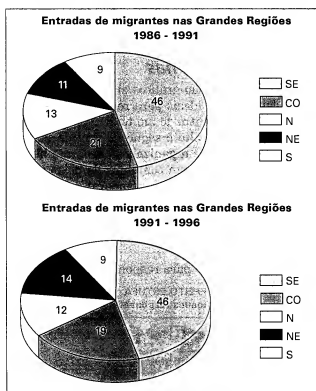 Entradas de migrantes nas Grandes Regiões
1986 - 1991
9
11
46
13
21
SE
CO
N
NE
S
Entradas de migrantes nas Grandes Regiões
1991 - 1996
9
14
46
12
19
SE
CO
N
NE
S